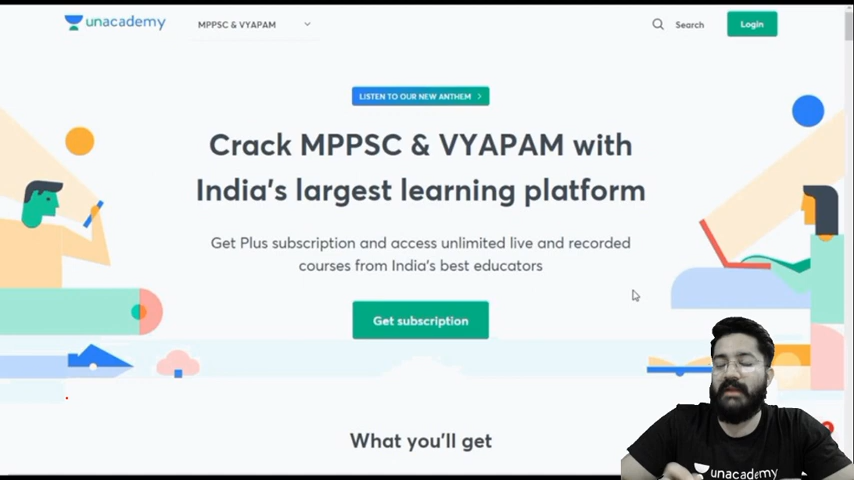 unacademy
MPPSC & VYAPAM
Search
Login
LISTEN TO OUR NEW ANTHEM
Crack MPPSC & VYAPAM with
India's largest learning platform
Get Plus subscription and access unlimited live and recorded
courses from India's best educators
Get subscription
What you'll get
unacademy